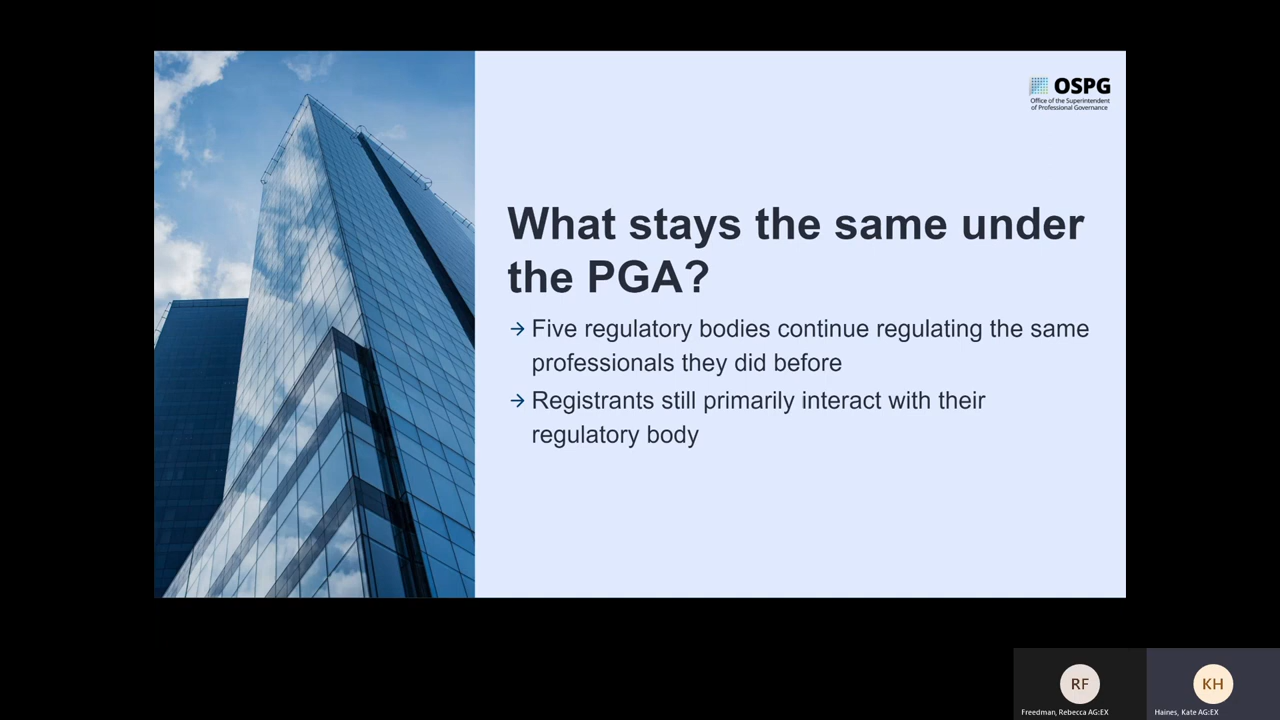 OSPG
Office of the Superintendent
of Professional Governance
What stays the same under
the PGA?
→ Five regulatory bodies continue regulating the same
professionals they did before
→ Registrants still primarily interact with their
regulatory body
RF
Freedman, Rebecca AG:EX
KH
Haines, Kate AG:EX